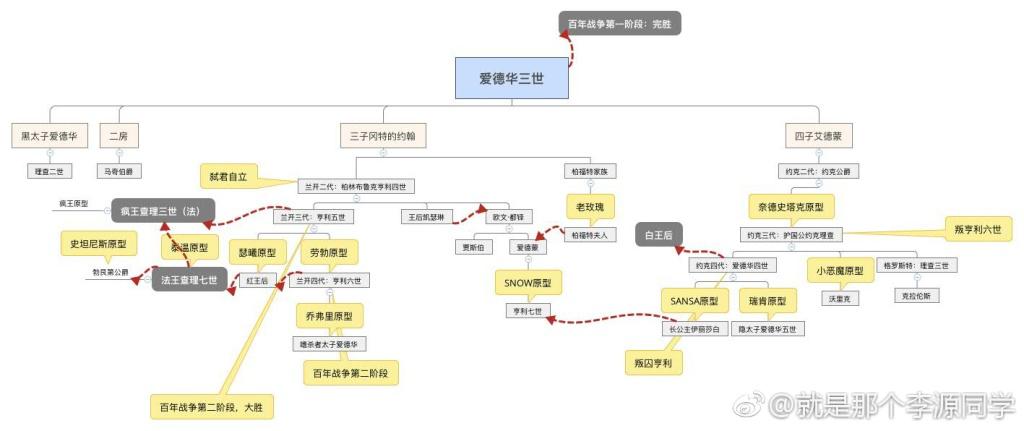 百年战争第一阶段：完胜
爱德华三世
黑太子爱德华
二房
三子冈特的约翰
四子艾德蒙
理查二世
马奇伯爵
柏福特家族
约克二代：约克公爵
弑君自立
兰开二代：柏林布鲁克亨利四世
疯王原型
疯王查理三世（法）
老玫瑰
奈德史塔克原型
兰开三代：亨利五世
王后凯瑟琳
欧文·都铎
柏福特夫人
白王后
约克三代：护国公约克理查
叛亨利六世
史坦尼斯原型
泰温原型
瑟曦原型
劳勃原型
贾斯伯
爱德蒙
约克四代：爱德华四世
小恶魔原型
格罗斯特：理查三世
勃艮第公爵
法王查理七世
红王后
兰开四代：亨利六世
SNOW原型
SANSA原型
瑞肯原型
沃里克
克拉伦斯
乔弗里原型
亨利七世
长公主伊丽莎白
隐太子爱德华五世
嗜杀者太子爱德华
叛囚亨利
百年战争第二阶段
百年战争第二阶段，大胜
@就是那个李源同学